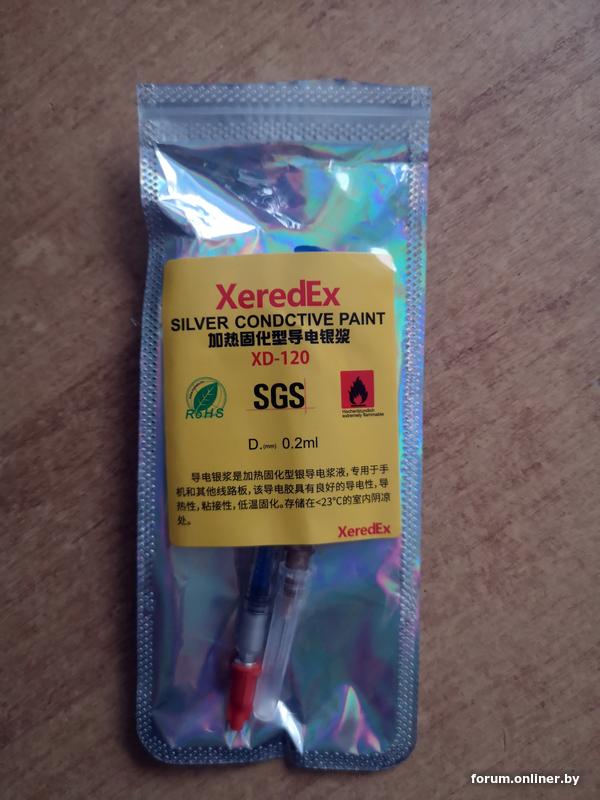 XeredEx
SILVER CONDCTIVE PAINT
加热固化型导电银浆
XD-120
RoHS
SGS
Hochentzündlich
extremely flammable
D.(mm) 0.2ml
导电银浆是加热固化型银导电浆液，专用于手
机和其他线路板，该导电胶具有良好的导电性，导
热性，粘接性，低温固化。存储在<23°C的室内阴凉
处。
XeredEx
forum.onliner.by